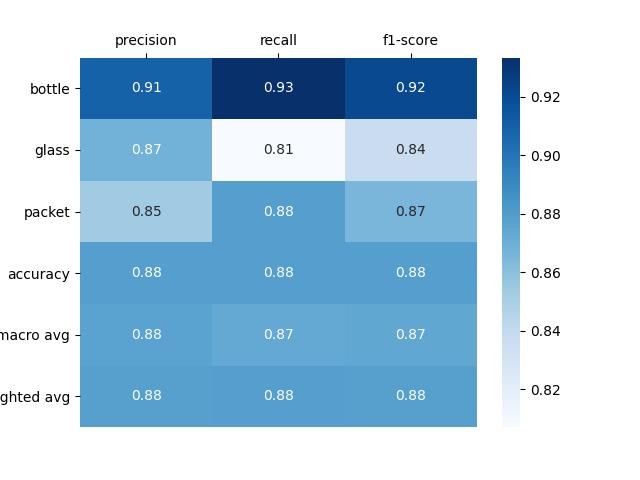 precision recall f1-score
bottle 0.91 0.93 0.92 0.92
0.90
glass 0.87 0.81 0.84
packet 0.85 0.88 0.87 0.88
accuracy 0.88 0.88 0.88 0.86
macro avg 0.88 0.87 0.87 0.84
ghted avg 0.88 0.88 0.88 0.82